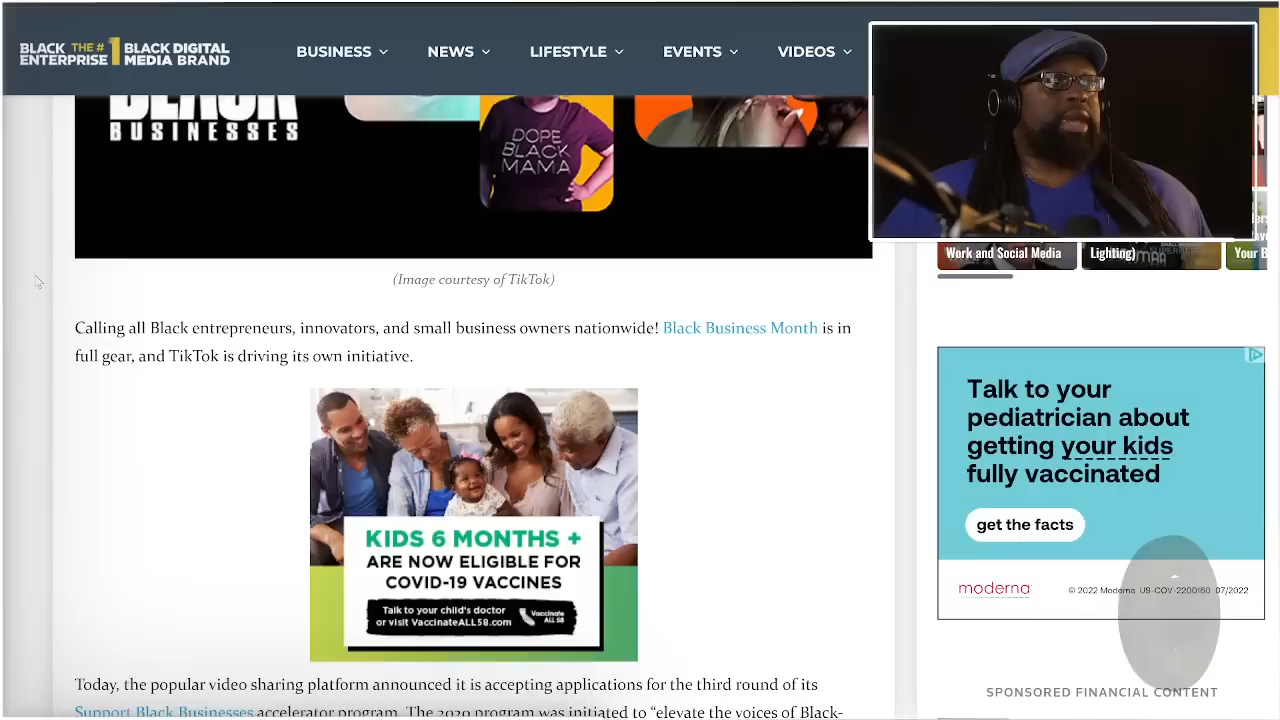 BLACK THE # 1 BLACK DIGITAL
ENTERPRISE MEDIA BRAND
BUSINESS
NEWS
LIFESTYLE
EVENTS
VIDEOS
BLACK
BUSINESSES
DOPE
BLACK
MAMA
Work and Social Media
Lighting)
Your B
(Image courtesy of TikTok)
Calling all Black entrepreneurs, innovators, and small business owners nationwide! Black Business Month is in
full gear, and TikTok is driving its own initiative.
KIDS 6 MONTHS +
ARE NOW ELIGIBLE FOR
COVID-19 VACCINES
Talk to your child's doctor
or visit VaccinateALL58.com
Vaccinate
ALL 58
Talk to your
pediatrician about
getting your kids
fully vaccinated
get the facts
moderna
© 2022 Moderna US-COV-2200160 07/2022
SPONSORED FINANCIAL CONTENT
Today, the popular video sharing platform announced it is accepting applications for the third round of its
Support Black Businesses accelerator program. The 2020 program was initiated to “elevate the voices of Black-